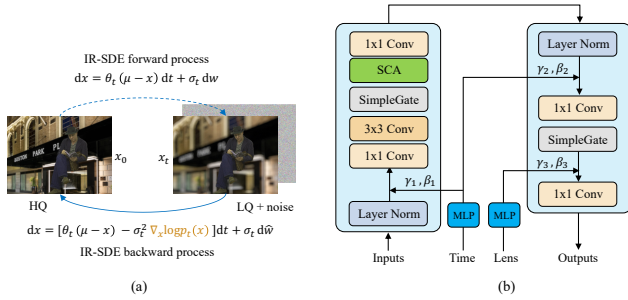 (a)
IR-SDE forward process
dx = θ_t (μ − x) dt + σ_t dw
x_0
x_t
HQ
LQ + noise
dx = [θ_t (μ − x) − σ_t^2 ∇_x log p_t(x) ]dt + σ_t dŵ
IR-SDE backward process
(b)
1x1 Conv
SCA
SimpleGate
3x3 Conv
1x1 Conv
γ_1 , β_1
Layer Norm
MLP
MLP
Inputs
Time
Lens
Layer Norm
γ_2 , β_2
1x1 Conv
SimpleGate
γ_3 , β_3
1x1 Conv
Outputs